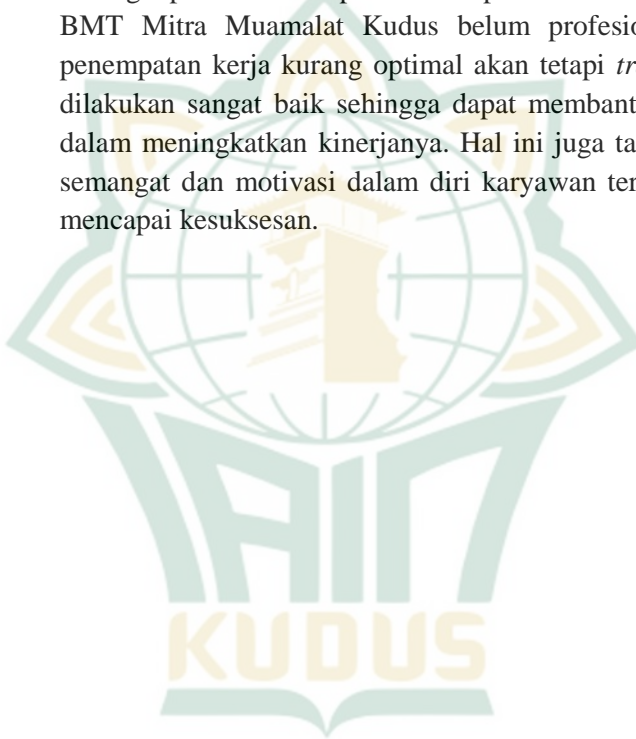 BMT Mitra Muamalat Kudus belum profesio
penempatan kerja kurang optimal akan tetapi tr
dilakukan sangat baik sehingga dapat membant
dalam meningkatkan kinerjanya. Hal ini juga ta
semangat dan motivasi dalam diri karyawan ter
mencapai kesuksesan.
IAIN
KUDUS